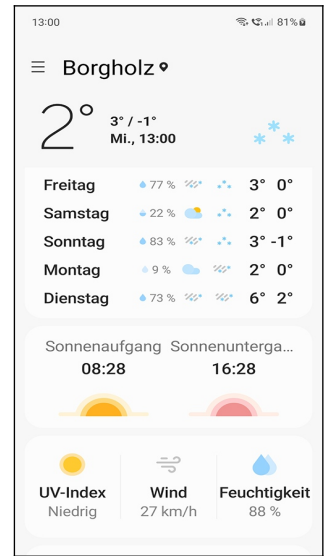 13:00 81%
Borgholz
2° 3° / -1°
Mi., 13:00
Freitag 77 % 3° 0°
Samstag 22 % 2° 0°
Sonntag 83 % 3° -1°
Montag 9 % 2° 0°
Dienstag 73 % 6° 2°
Sonnenaufgang Sonnenunterga...
08:28 16:28
UV-Index Wind Feuchtigkeit
Niedrig 27 km/h 88 %